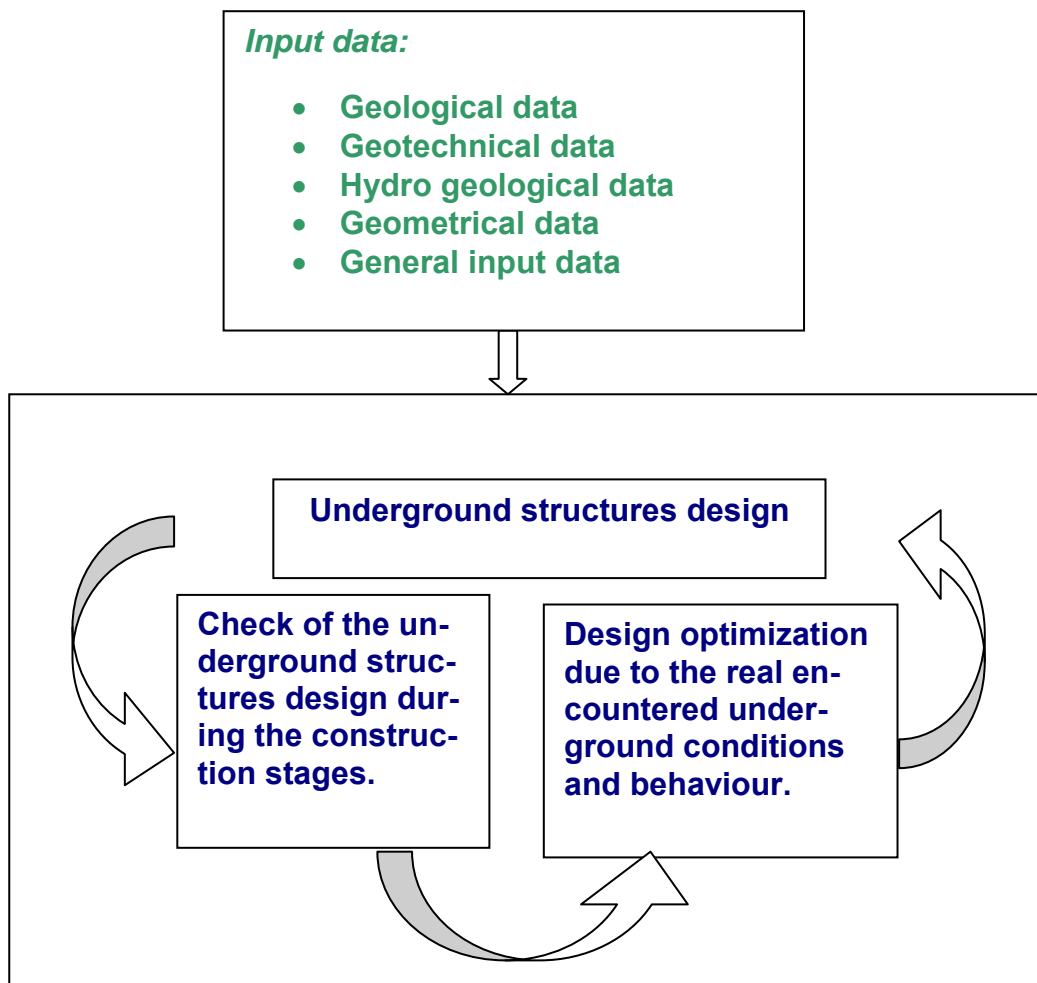 Input data:
• Geological data
• Geotechnical data
• Hydro geological data
• Geometrical data
• General input data
Underground structures design
Check of the un-
derground struc-
tures design dur-
ing the construc-
tion stages.
Design optimization
due to the real en-
countered under-
ground conditions
and behaviour.